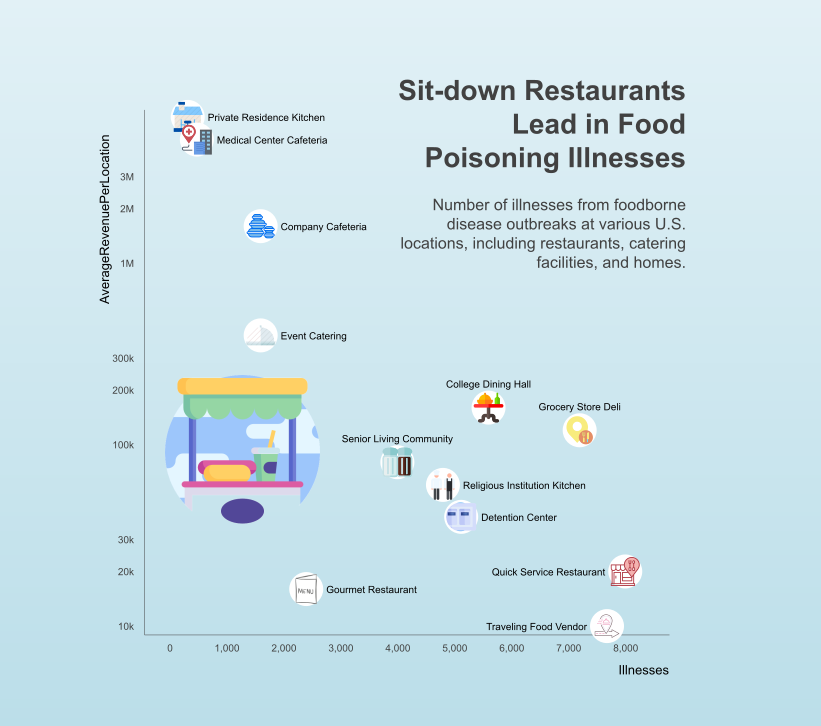 Sit-down Restaurants
Lead in Food
Poisoning Illnesses
Number of illnesses from foodborne
disease outbreaks at various U.S.
locations, including restaurants, catering
facilities, and homes.
AverageRevenuePerLocation
3M
2M
1M
300k
200k
100k
30k
20k
10k
Private Residence Kitchen
Medical Center Cafeteria
Company Cafeteria
Event Catering
College Dining Hall
Grocery Store Deli
Senior Living Community
Religious Institution Kitchen
Detention Center
Quick Service Restaurant
Gourmet Restaurant
MENU
Traveling Food Vendor
0
1,000
2,000
3,000
4,000
5,000
6,000
7,000
8,000
Illnesses